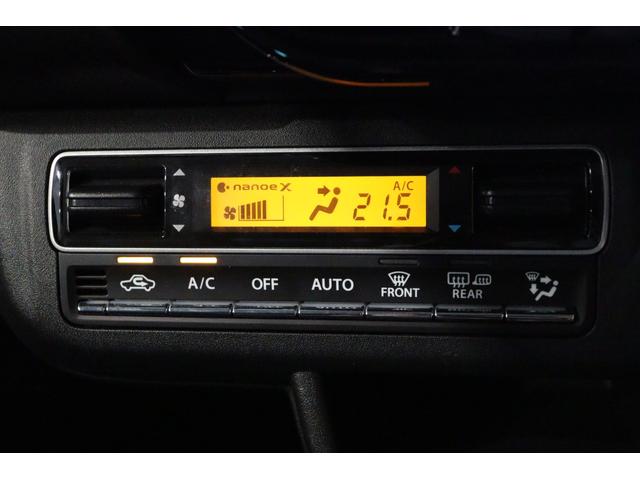 nanoe X
A/C
21.5
A/C
OFF
AUTO
FRONT
REAR